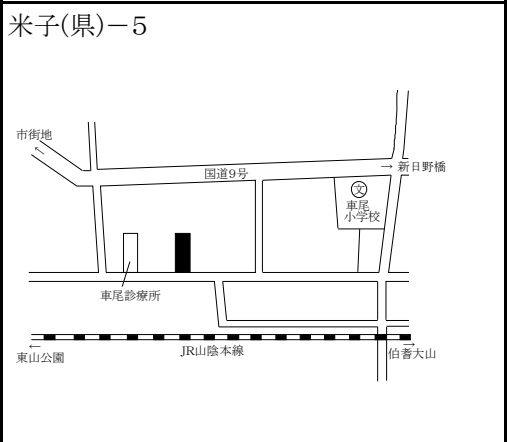 米子(県)－5
市街地
←
→ 新日野橋
国道9号
文
車尾
小学校
車尾診療所
JR山陰本線
←
東山公園
→
伯耆大山